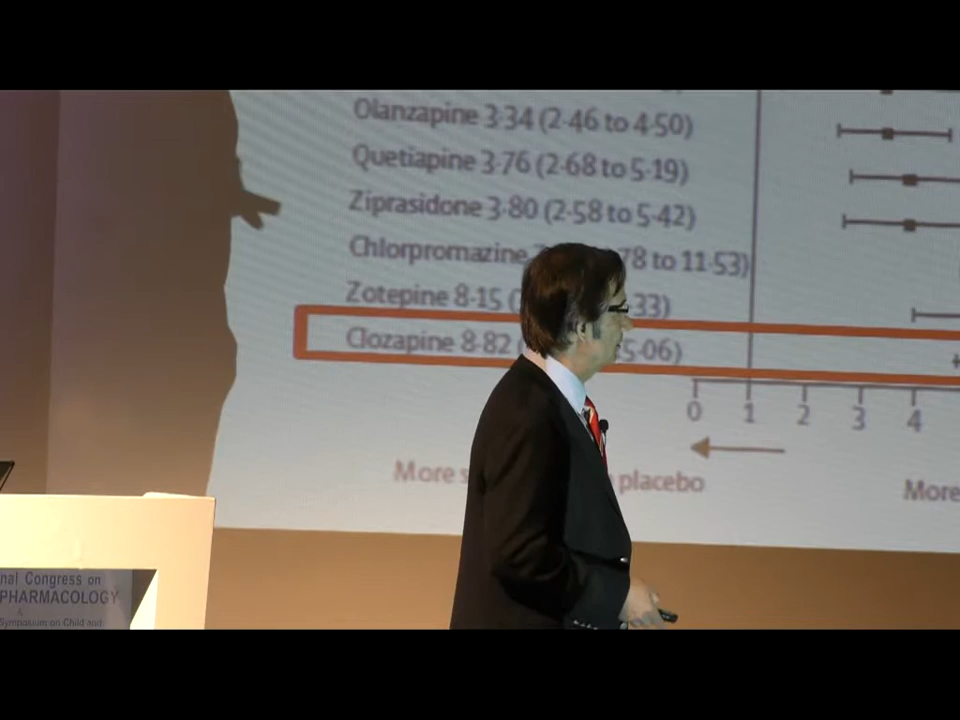 Olanzapine 3·34 (2·46 to 4·50)
Quetiapine 3·76 (2·68 to 5·19)
Ziprasidone 3·80 (2·58 to 5·42)
Chlorpromazine 78 to 11·53)
Zotepine 8·15 ( 33)
Clozapine 8·82 ( 5·06)
0 1 2 3 4
More placebo
More
nal Congress on
PHARMACOLOGY
&
Symposium on Child and